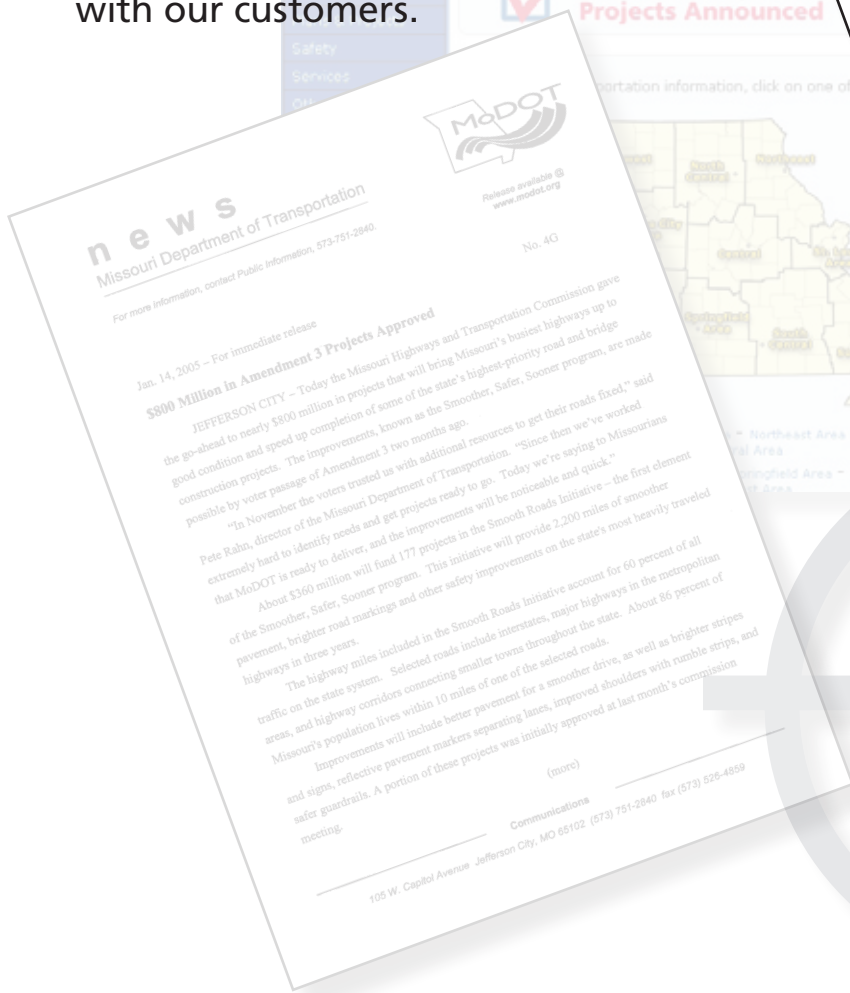 with our customers.
Projects Announced
Safety
Services
portation information, click on one of
North
Central
Northeast
Central
Springfield
Area
South
Central
Northeast Area
ral Area
pringfield Area
t Area
MoDOT
Release available @
www.modot.org
news
Missouri Department of Transportation
For more information, contact Public Information, 573-751-2840.
No. 4G
Jan. 14, 2005 – For immediate release
$800 Million in Amendment 3 Projects Approved
JEFFERSON CITY – Today the Missouri Highways and Transportation Commission gave
the go-ahead to nearly $800 million in projects that will bring Missouri's busiest highways up to
good condition and speed up completion of some of the state's highest-priority road and bridge
construction projects. The improvements, known as the Smoother, Safer, Sooner program, are made
possible by voter passage of Amendment 3 two months ago.
"In November the voters trusted us with additional resources to get their roads fixed," said
Pete Rahn, director of the Missouri Department of Transportation. "Since then we've worked
extremely hard to identify needs and get projects ready to go. Today we're saying to Missourians
that MoDOT is ready to deliver, and the improvements will be noticeable and quick."
About $360 million will fund 177 projects in the Smooth Roads Initiative – the first element
of the Smoother, Safer, Sooner program. This initiative will provide 2,200 miles of smoother
pavement, brighter road markings and other safety improvements on the state's most heavily traveled
highways in three years.
The highway miles included in the Smooth Roads Initiative account for 60 percent of all
traffic on the state system. Selected roads include interstates, major highways in the metropolitan
areas, and highway corridors connecting smaller towns throughout the state. About 86 percent of
Missouri's population lives within 10 miles of one of the selected roads.
Improvements will include better pavement for a smoother drive, as well as brighter stripes
and signs, reflective pavement markers separating lanes, improved shoulders with rumble strips, and
safer guardrails. A portion of these projects was initially approved at last month's commission
meeting.
(more)
Communications
105 W. Capitol Avenue Jefferson City, MO 65102 (573) 751-2840 fax (573) 526-4859